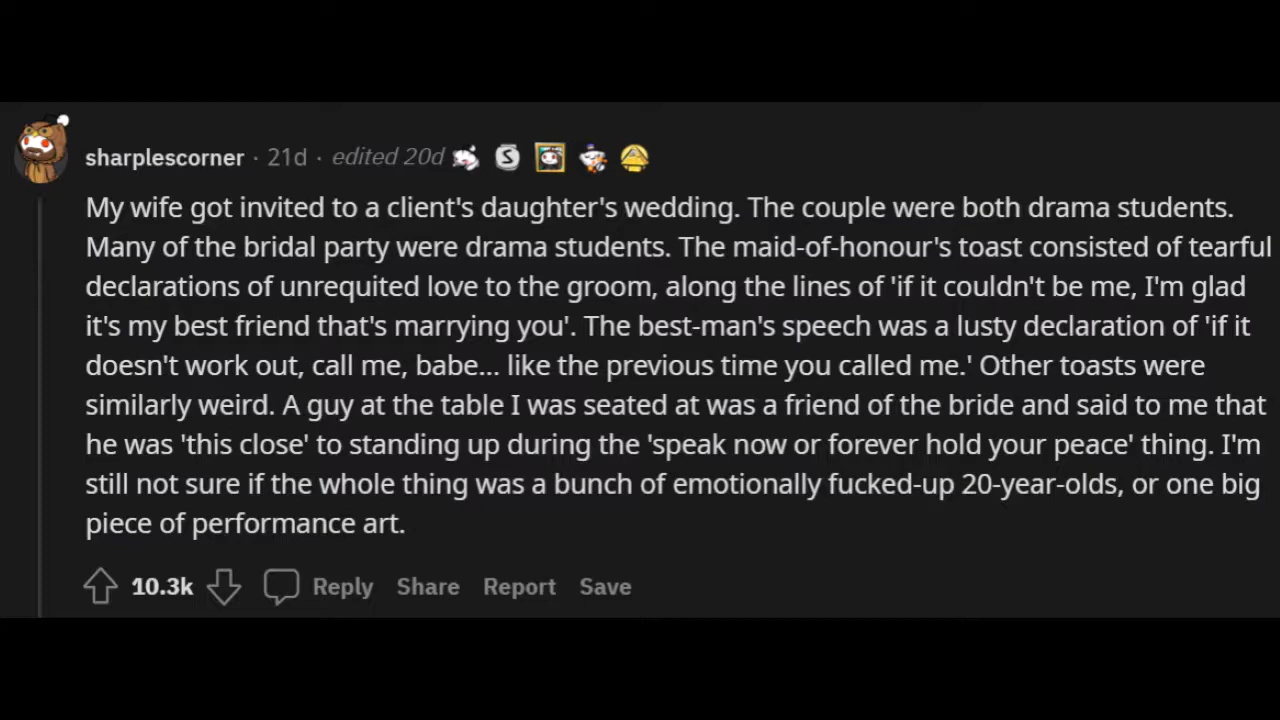 sharplescorner · 21d · edited 20d
My wife got invited to a client's daughter's wedding. The couple were both drama students.
Many of the bridal party were drama students. The maid-of-honour's toast consisted of tearful
declarations of unrequited love to the groom, along the lines of 'if it couldn't be me, I'm glad
it's my best friend that's marrying you'. The best-man's speech was a lusty declaration of 'if it
doesn't work out, call me, babe... like the previous time you called me.' Other toasts were
similarly weird. A guy at the table I was seated at was a friend of the bride and said to me that
he was 'this close' to standing up during the 'speak now or forever hold your peace' thing. I'm
still not sure if the whole thing was a bunch of emotionally fucked-up 20-year-olds, or one big
piece of performance art.
10.3k Reply Share Report Save